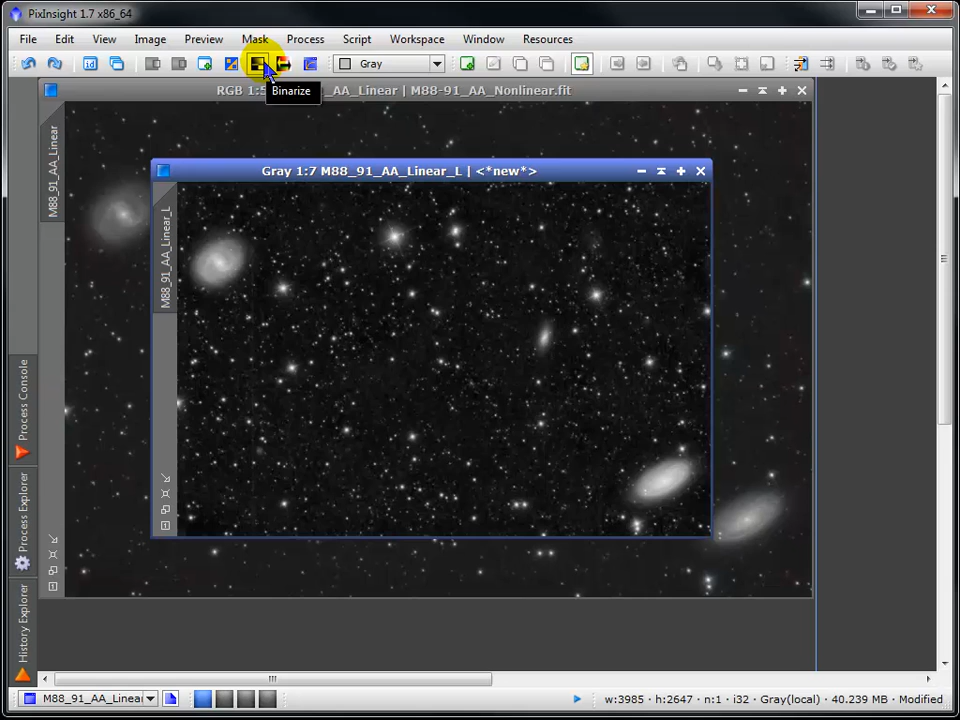 PixInsight 1.7 x86_64
File Edit View Image Preview Mask Process Script Workspace Window Resources
Gray
Binarize
RGB 1:5 AA_Linear | M88-91_AA_Nonlinear.fit
M88_91_AA_Linear
Gray 1:7 M88_91_AA_Linear_L | <*new*>
M88_91_AA_Linear_L
Process Console
Process Explorer
History Explorer
M88_91_AA_Linear
w:3985 · h:2647 · n:1 · i32 · Gray(local) · 40.239 MB · Modified